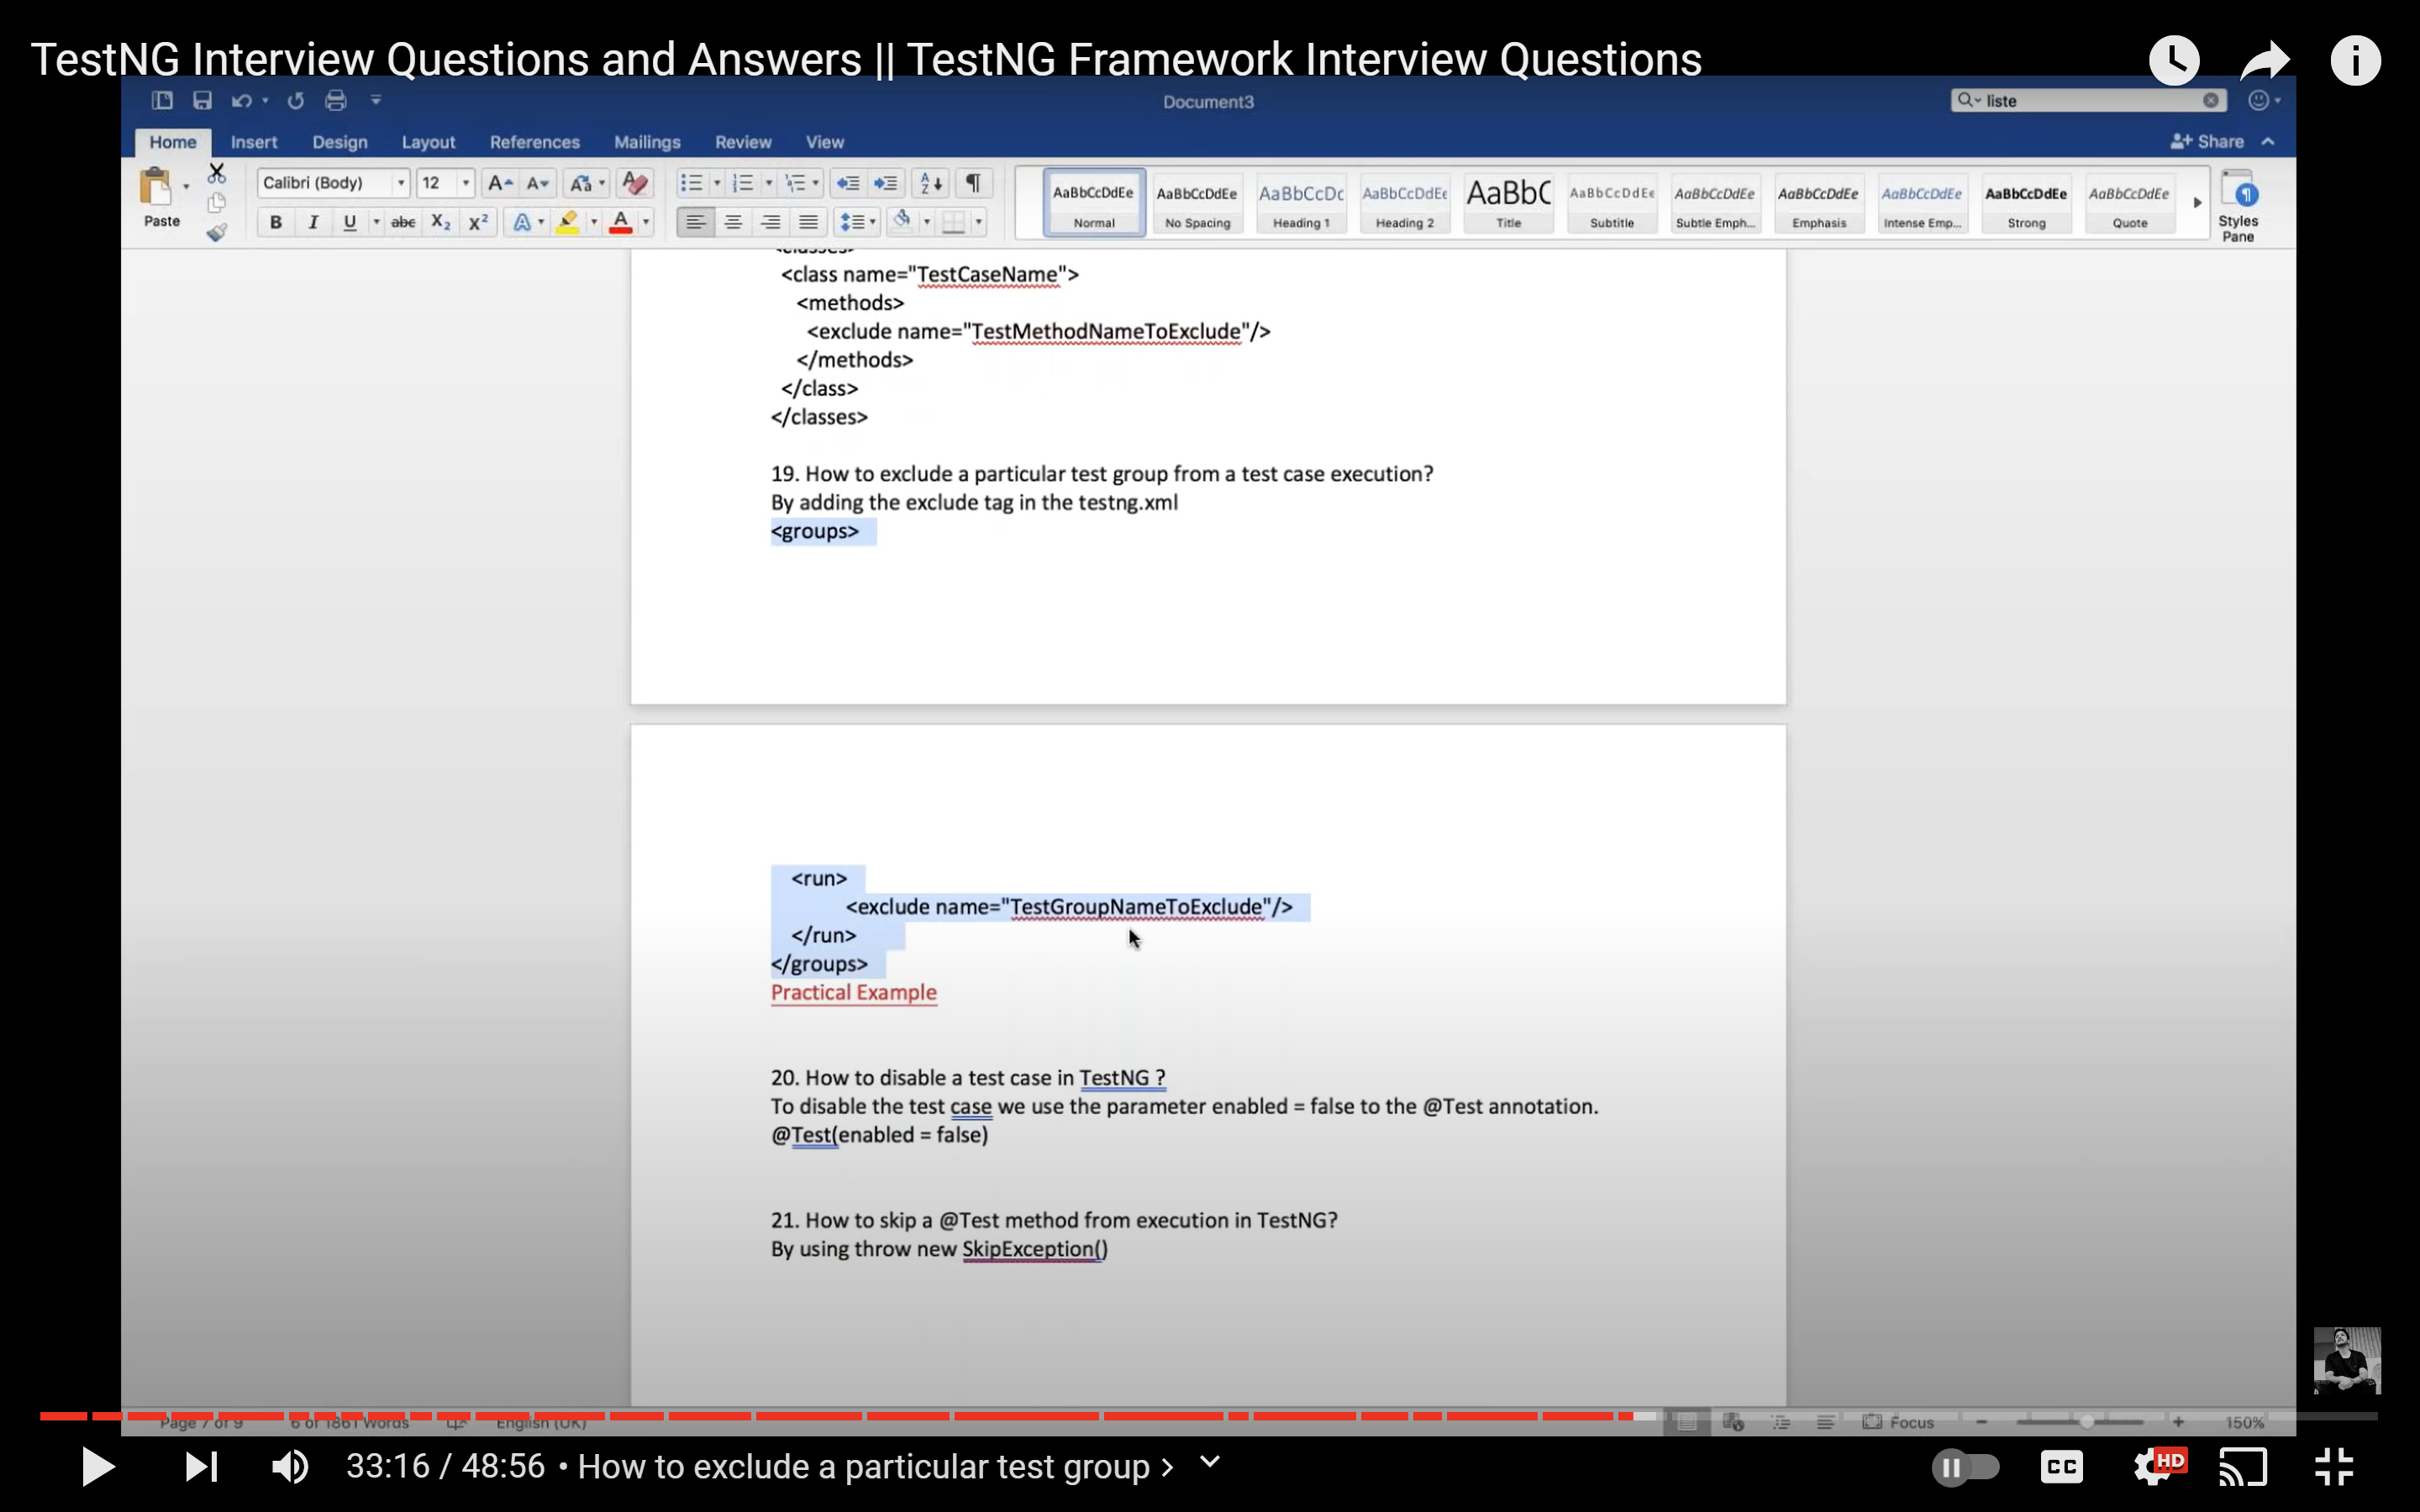 TestNG Interview Questions and Answers || TestNG Framework Interview Questions
Document3
liste
Home Insert Design Layout References Mailings Review View
Share
Paste
Calibri (Body) 12
AaBbCcDdEe AaBbCcDdEe AaBbCcDc AaBbCcDdEe AaBbC AaBbCcDdEe AaBbCcDdEe AaBbCcDdEe AaBbCcDdEe AaBbCcDdEe AaBbCcDdEe
Normal No Spacing Heading 1 Heading 2 Title Subtitle Subtle Emph... Emphasis Intense Emp... Strong Quote
Styles
Pane
<classes>
<class name="TestCaseName">
<methods>
<exclude name="TestMethodNameToExclude"/>
</methods>
</class>
</classes>
19. How to exclude a particular test group from a test case execution?
By adding the exclude tag in the testng.xml
<groups>
<run>
<exclude name="TestGroupNameToExclude"/>
</run>
</groups>
Practical Example
20. How to disable a test case in TestNG ?
To disable the test case we use the parameter enabled = false to the @Test annotation.
@Test(enabled = false)
21. How to skip a @Test method from execution in TestNG?
By using throw new SkipException()
Page 7 of 9 6 of 1861 Words English (UK) Focus 150%
33:16 / 48:56 • How to exclude a particular test group >
CC
HD